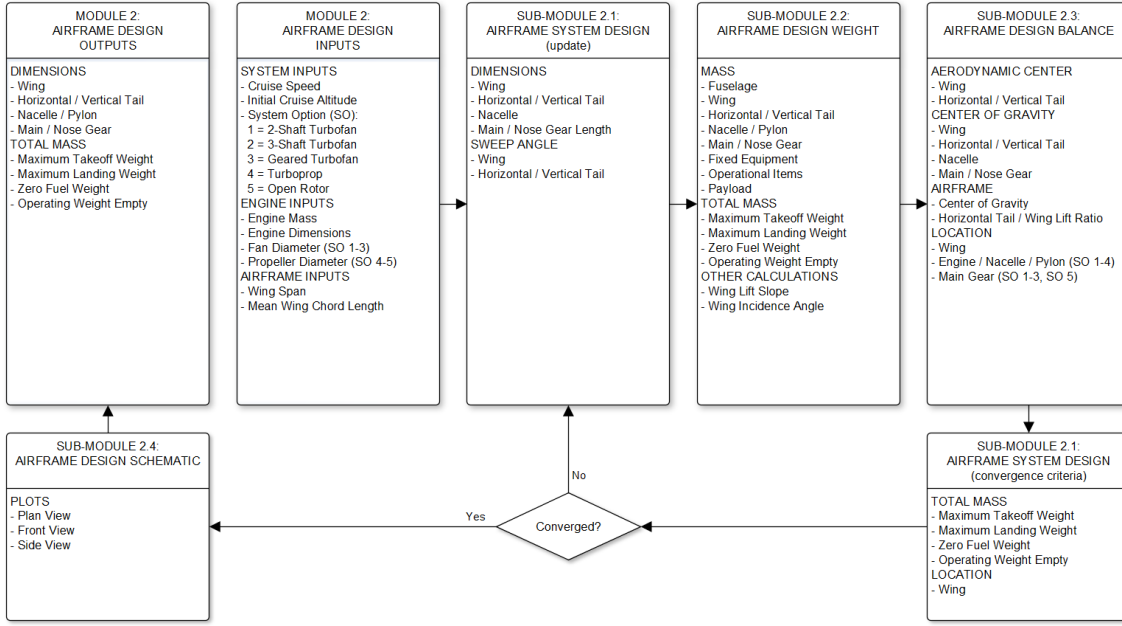 MODULE 2:
AIRFRAME DESIGN
OUTPUTS
DIMENSIONS
- Wing
- Horizontal / Vertical Tail
- Nacelle / Pylon
- Main / Nose Gear
TOTAL MASS
- Maximum Takeoff Weight
- Maximum Landing Weight
- Zero Fuel Weight
- Operating Weight Empty
MODULE 2:
AIRFRAME DESIGN
INPUTS
SYSTEM INPUTS
- Cruise Speed
- Initial Cruise Altitude
- System Option (SO):
1 = 2-Shaft Turbofan
2 = 3-Shaft Turbofan
3 = Geared Turbofan
4 = Turboprop
5 = Open Rotor
ENGINE INPUTS
- Engine Mass
- Engine Dimensions
- Fan Diameter (SO 1-3)
- Propeller Diameter (SO 4-5)
AIRFRAME INPUTS
- Wing Span
- Mean Wing Chord Length
SUB-MODULE 2.1:
AIRFRAME SYSTEM DESIGN
(update)
DIMENSIONS
- Wing
- Horizontal / Vertical Tail
- Nacelle
- Main / Nose Gear Length
SWEEP ANGLE
- Wing
- Horizontal / Vertical Tail
SUB-MODULE 2.2:
AIRFRAME DESIGN WEIGHT
MASS
- Fuselage
- Wing
- Horizontal / Vertical Tail
- Nacelle / Pylon
- Main / Nose Gear
- Fixed Equipment
- Operational Items
- Payload
TOTAL MASS
- Maximum Takeoff Weight
- Maximum Landing Weight
- Zero Fuel Weight
- Operating Weight Empty
OTHER CALCULATIONS
- Wing Lift Slope
- Wing Incidence Angle
SUB-MODULE 2.3:
AIRFRAME DESIGN BALANCE
AERODYNAMIC CENTER
- Wing
- Horizontal / Vertical Tail
CENTER OF GRAVITY
- Wing
- Horizontal / Vertical Tail
- Nacelle
- Main / Nose Gear
AIRFRAME
- Center of Gravity
- Horizontal Tail / Wing Lift Ratio
LOCATION
- Wing
- Engine / Nacelle / Pylon (SO 1-4)
- Main Gear (SO 1-3, SO 5)
SUB-MODULE 2.4:
AIRFRAME DESIGN SCHEMATIC
PLOTS
- Plan View
- Front View
- Side View
Yes
Converged?
No
SUB-MODULE 2.1:
AIRFRAME SYSTEM DESIGN
(convergence criteria)
TOTAL MASS
- Maximum Takeoff Weight
- Maximum Landing Weight
- Zero Fuel Weight
- Operating Weight Empty
LOCATION
- Wing